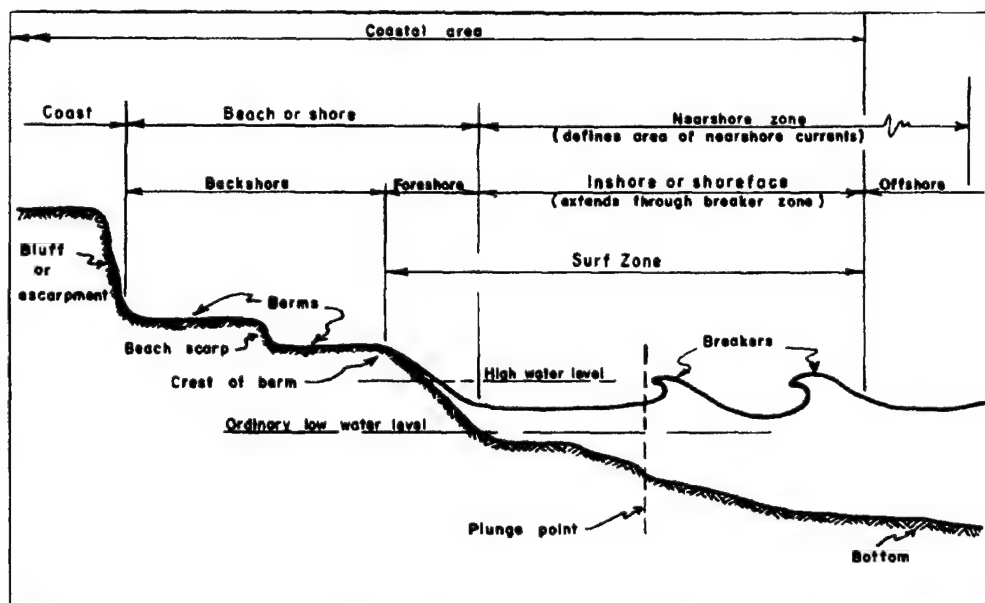 Coastal area
Coast
Beach or shore
Nearshore zone
(defines area of nearshore currents)
Backshore
Foreshore
Inshore or shoreface
(extends through breaker zone)
Offshore
Surf Zone
Bluff
or
escarpment
Berms
Beach scarp
Crest of berm
Breakers
High water level
Ordinary low water level
Plunge point
Bottom